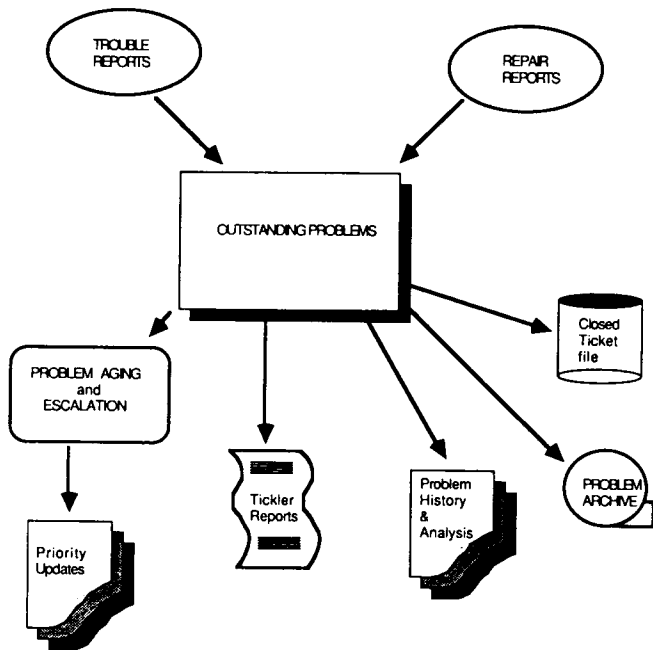 TROUBLE
REPORTS
REPAIR
REPORTS
OUTSTANDING PROBLEMS
Closed
Ticket
file
PROBLEM AGING
and
ESCALATION
Tickler
Reports
Problem
History
&
Analysis
PROBLEM
ARCHIVE
Priority
Updates